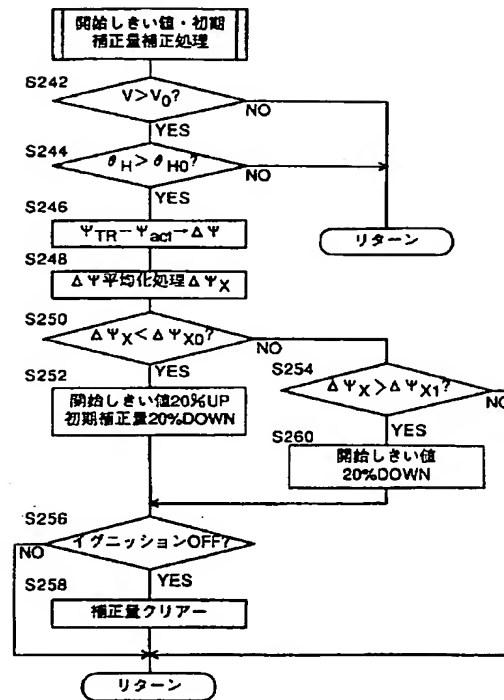 開始しきい値・初期
補正量補正処理
S242
V>V0?
NO
YES
S244
θH>θH0?
NO
YES
S246
ΨTR−Ψact→ΔΨ
リターン
S248
ΔΨ平均化処理ΔΨX
S250
ΔΨX<ΔΨX0?
NO
YES
S254
ΔΨX>ΔΨX1?
NO
YES
S252
開始しきい値20%UP
初期補正量20%DOWN
S260
開始しきい値
20%DOWN
S256
イグニッションOFF?
NO
YES
S258
補正量クリアー
リターン